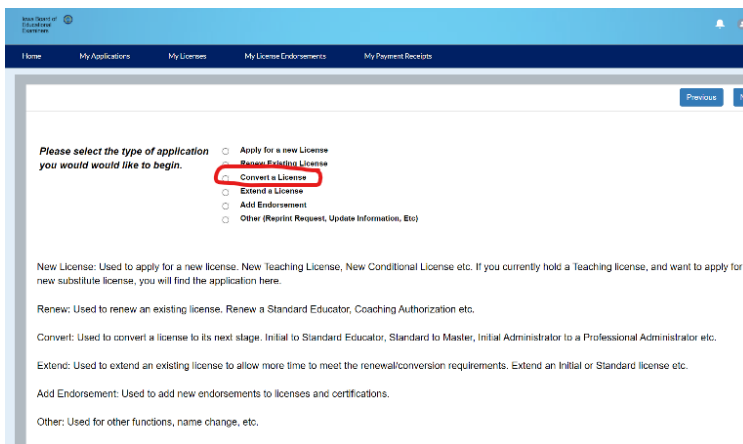 Iowa Board of
Educational
Examiners
Home My Applications My Licenses My License Endorsements My Payment Receipts
Previous N
Please select the type of application
you would would like to begin.
Apply for a new License
Renew Existing License
Convert a License
Extend a License
Add Endorsement
Other (Reprint Request, Update Information, Etc)
New License: Used to apply for a new license. New Teaching License, New Conditional License etc. If you currently hold a Teaching license, and want to apply for
new substitute license, you will find the application here.
Renew: Used to renew an existing license. Renew a Standard Educator, Coaching Authorization etc.
Convert: Used to convert a license to its next stage. Initial to Standard Educator, Standard to Master, Initial Administrator to a Professional Administrator etc.
Extend: Used to extend an existing license to allow more time to meet the renewal/conversion requirements. Extend an Initial or Standard license etc.
Add Endorsement: Used to add new endorsements to licenses and certifications.
Other: Used for other functions, name change, etc.